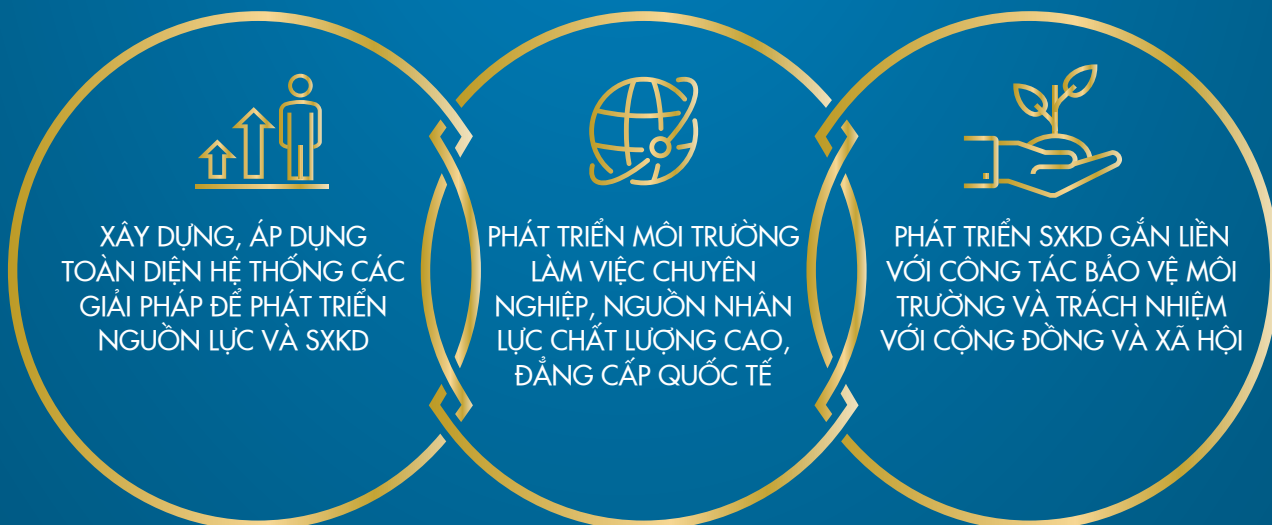 XÂY DỰNG, ÁP DỤNG
TOÀN DIỆN HỆ THỐNG CÁC
GIẢI PHÁP ĐỂ PHÁT TRIỂN
NGUỒN LỰC VÀ SXKD
PHÁT TRIỂN MÔI TRƯỜNG
LÀM VIỆC CHUYÊN
NGHIỆP, NGUỒN NHÂN
LỰC CHẤT LƯỢNG CAO,
ĐẲNG CẤP QUỐC TẾ
PHÁT TRIỂN SXKD GẮN LIỀN
VỚI CÔNG TÁC BẢO VỆ MÔI
TRƯỜNG VÀ TRÁCH NHIỆM
VỚI CỘNG ĐỒNG VÀ XÃ HỘI